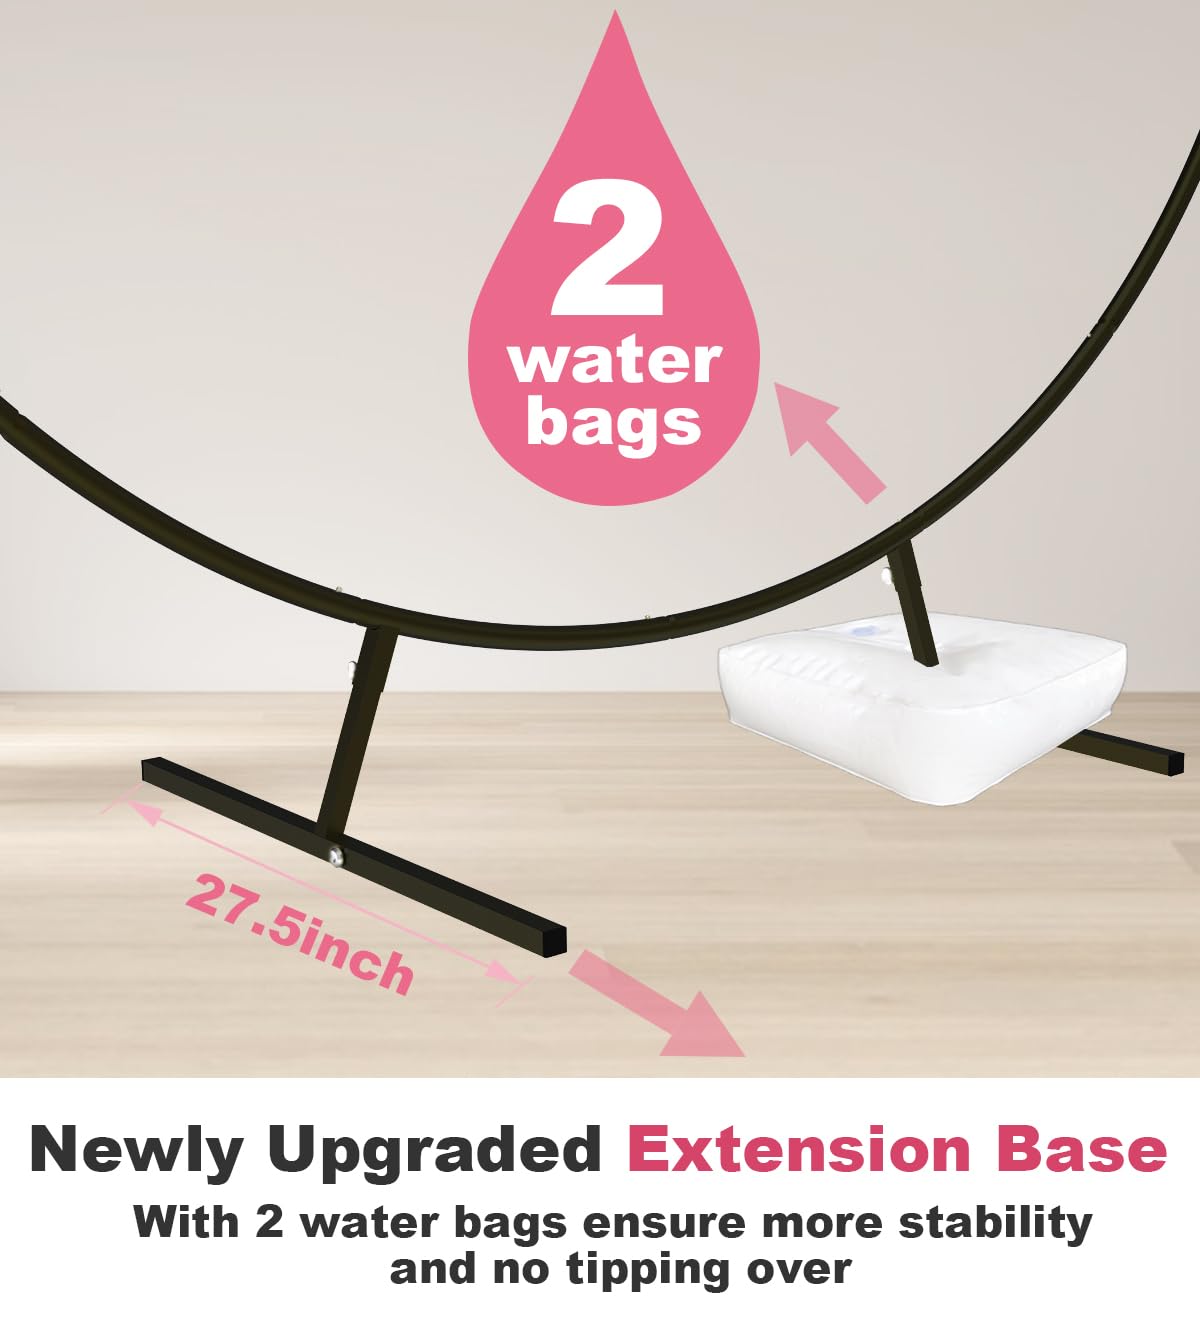 2
water
bags
27.5inch
Newly Upgraded Extension Base
With 2 water bags ensure more stability
and no tipping over